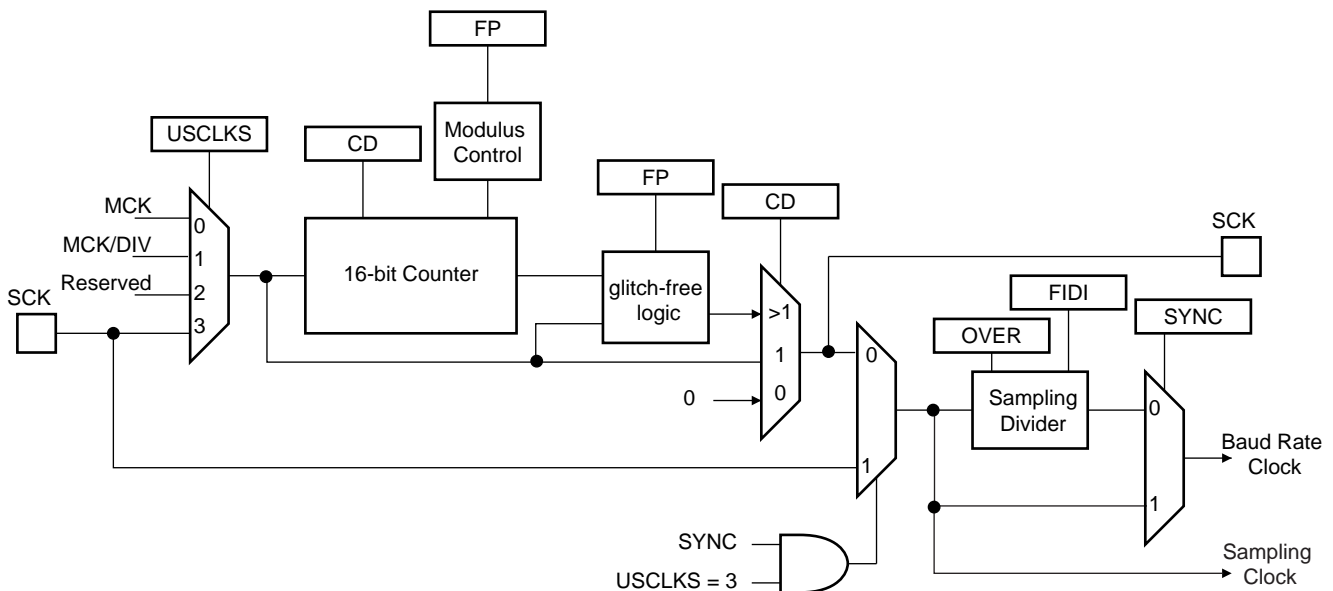 FP
USCLKS
CD
Modulus
Control
FP
CD
MCK
0
MCK/DIV
1
Reserved
2
SCK
3
16-bit Counter
glitch-free
logic
>1
1
0
0
SCK
FIDI
OVER
SYNC
0
1
Sampling
Divider
0
1
Baud Rate
Clock
SYNC
USCLKS = 3
Sampling
Clock